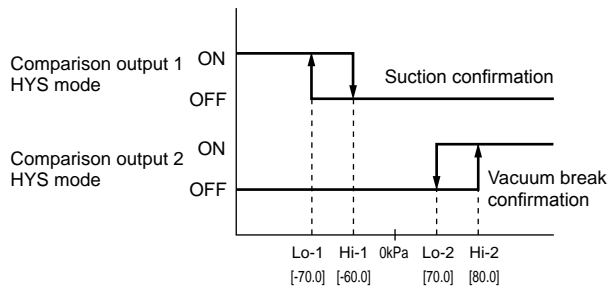 Comparison output 1
HYS mode
ON
OFF
Suction confirmation
Comparison output 2
HYS mode
ON
OFF
Vacuum break
confirmation
Lo-1 Hi-1 0kPa Lo-2 Hi-2
[-70.0] [-60.0] [70.0] [80.0]